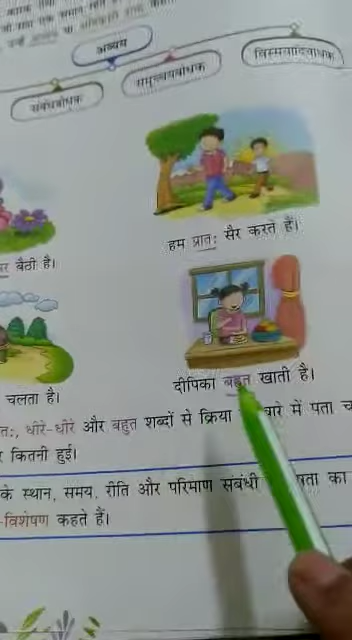 अव्यय
संबंधबोधक
समुच्चयबोधक
विस्मयादिबोधक
हम प्रातः सैर करते हैं।
बैठी है।
दीपिका बहुत खाती है।
चलता है।
धीरे-धीरे और बहुत शब्दों से क्रिया बारे में पता
कितनी हुई।
के स्थान, समय, रीति और परिमाण संबंधी का
-विशेषण कहते हैं।